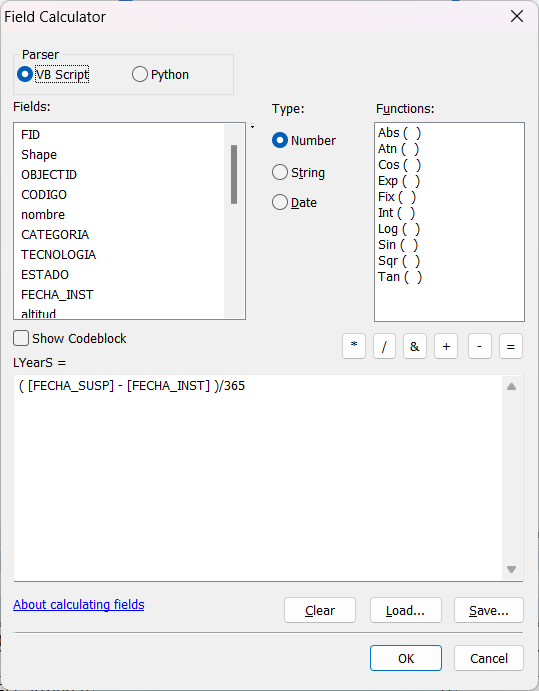 Field Calculator
Parser
VB Script Python
Fields: Type: Functions:
FID
Shape
OBJECTID
CODIGO
nombre
CATEGORIA
TECNOLOGIA
ESTADO
FECHA_INST
altitud
Number
String
Date
Abs (  )
Atn (  )
Cos (  )
Exp (  )
Fix (  )
Int (  )
Log (  )
Sin (  )
Sqr (  )
Tan (  )
Show Codeblock
* / & + - =
LYearS =
( [FECHA_SUSP] - [FECHA_INST] )/365
About calculating fields Clear Load... Save...
OK Cancel